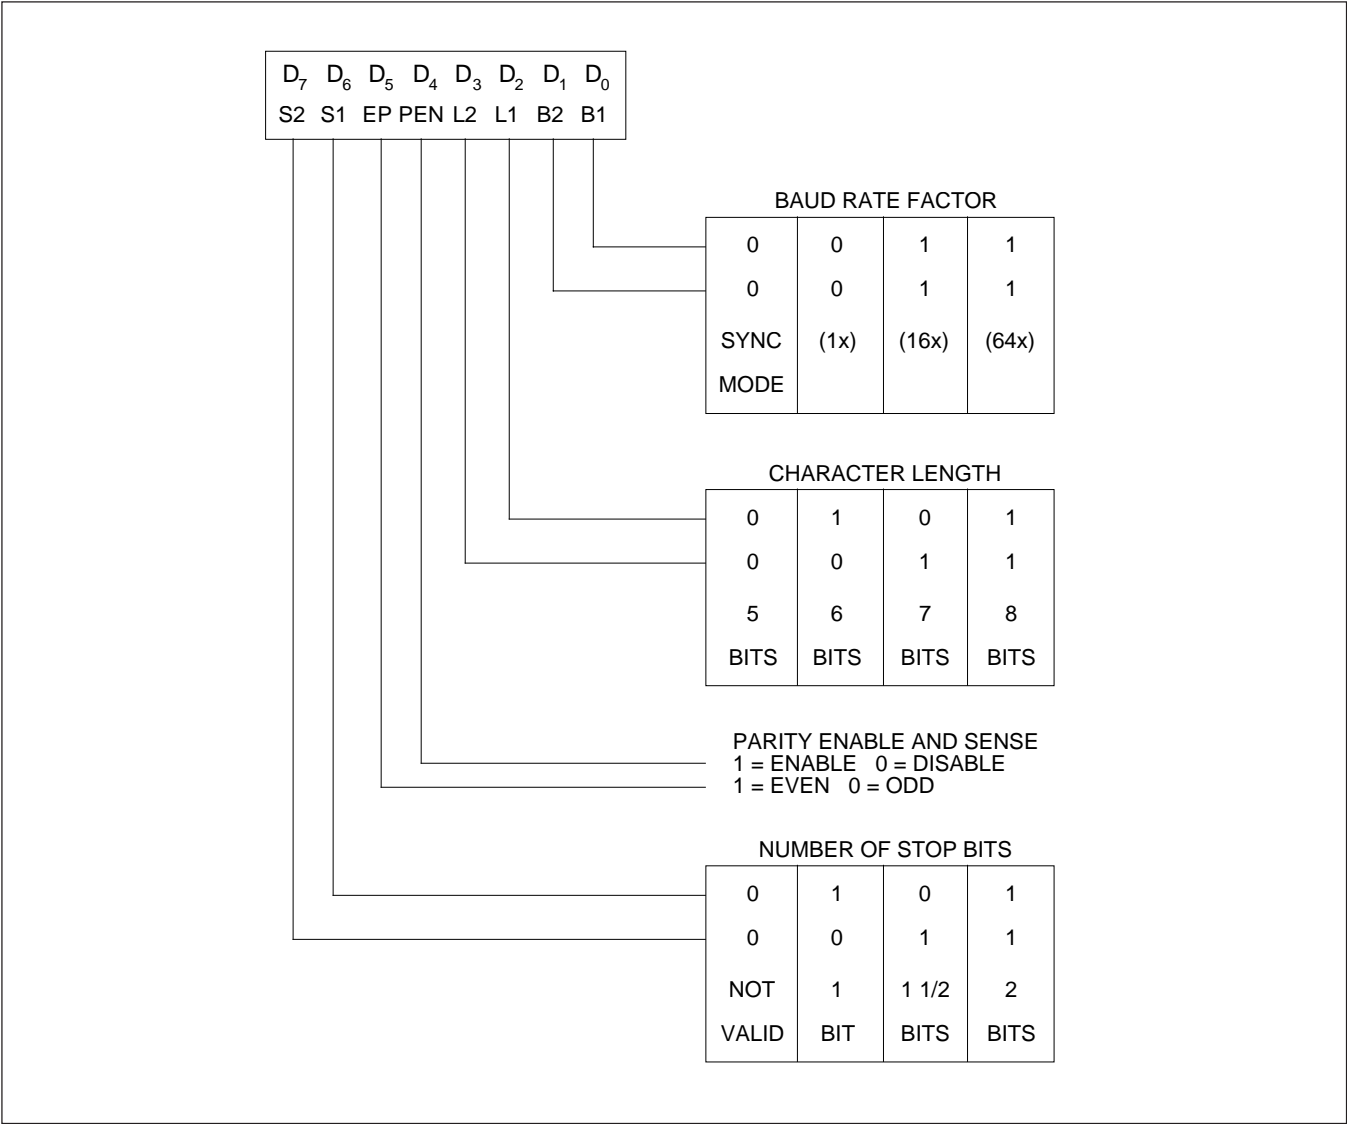 D7 D6 D5 D4 D3 D2 D1 D0
S2 S1 EP PEN L2 L1 B2 B1
BAUD RATE FACTOR
0 0 1 1
0 0 1 1
SYNC (1x) (16x) (64x)
MODE
CHARACTER LENGTH
0 1 0 1
0 0 1 1
5 6 7 8
BITS BITS BITS BITS
PARITY ENABLE AND SENSE
1 = ENABLE 0 = DISABLE
1 = EVEN 0 = ODD
NUMBER OF STOP BITS
0 1 0 1
0 0 1 1
NOT 1 1 1/2 2
VALID BIT BITS BITS